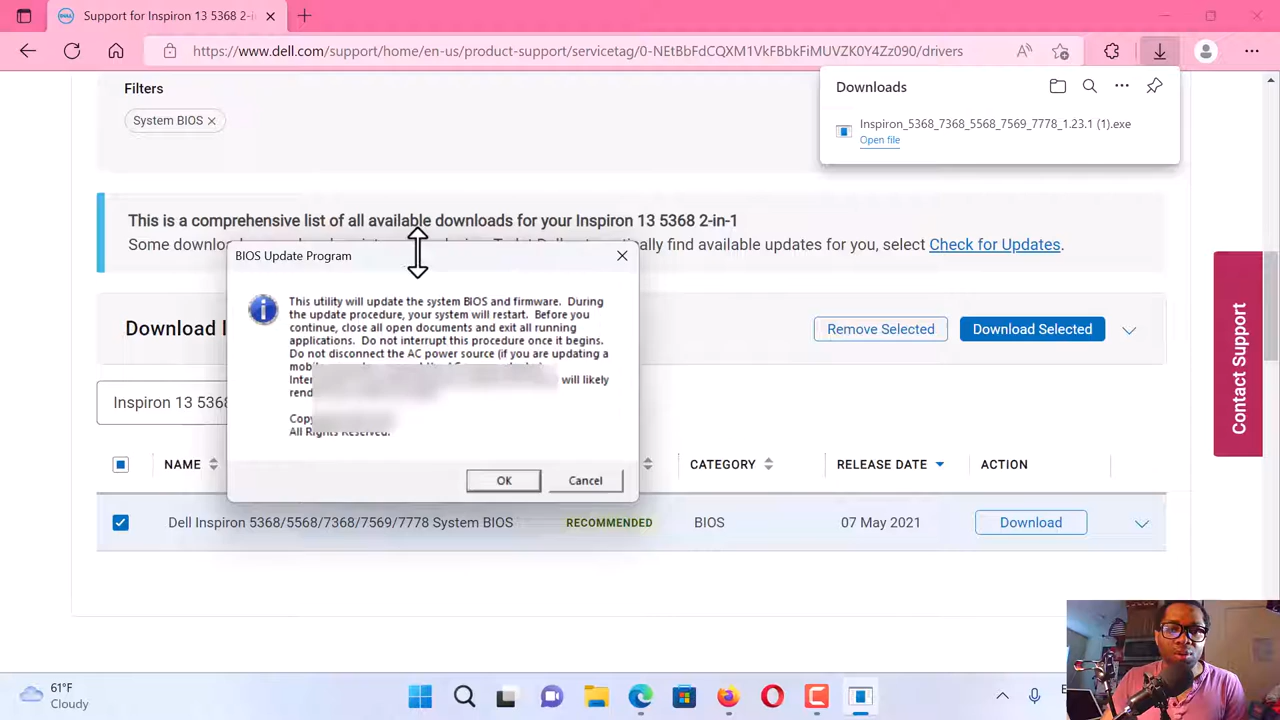 Support for Inspiron 13 5368 2-i
https://www.dell.com/support/home/en-us/product-support/servicetag/0-NEtBbFdCQXM1VkFBbkFiMUVZK0Y4Zz090/drivers
Filters
System BIOS
Downloads
Inspiron_5368_7368_5568_7569_7778_1.23.1 (1).exe
Open file
This is a comprehensive list of all available downloads for your Inspiron 13 5368 2-in-1
Some find available updates for you, select Check for Updates.
BIOS Update Program
This utility will update the system BIOS and firmware. During
the update procedure, your system will restart. Before you
continue, close all open documents and exit all running
applications. Do not interrupt this procedure once it begins.
Do not disconnect the AC power source (if you are updating a
will likely
All Rights Reserved.
OK Cancel
Download
Remove Selected Download Selected
Inspiron 13 5368
NAME CATEGORY RELEASE DATE ACTION
Dell Inspiron 5368/5568/7368/7569/7778 System BIOS RECOMMENDED BIOS 07 May 2021 Download
Contact Support
61°F
Cloudy